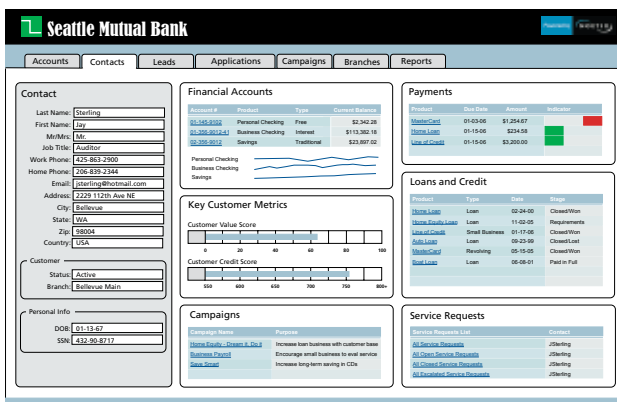 Seattle Mutual Bank
Accounts Contacts Leads Applications Campaigns Branches Reports
Contact
Last Name: Sterling
First Name: Jay
Mr/Mrs: Mr.
Job Title: Auditor
Work Phone: 425-863-2900
Home Phone: 206-839-2344
Email: jsterling@hotmail.com
Address: 2229 112th Ave NE
City: Bellevue
State: WA
Zip: 98004
Country: USA
Customer
Status: Active
Branch: Bellevue Main
Personal Info
DOB: 01-13-67
SSN: 432-90-8717
Financial Accounts
Account # Product Type Current Balance
01-145-9102 Personal Checking Free $2,342.28
01-356-9012-41 Business Checking Interest $113,382.18
02-356-9012 Savings Traditional $23,897.02
Personal Checking
Business Checking
Savings
Key Customer Metrics
Customer Value Score
0 20 40 60 80 100
Customer Credit Score
550 600 650 700 750 800+
Campaigns
Campaign Name Purpose
Home Equity - Dream it, Do it Increase loan business with customer base
Business Payroll Encourage small business to eval service
Save Smart Increase long-term saving in CDs
Payments
Product Due Date Amount Indicator
MasterCard 01-03-06 $1,254.67
Home Loan 01-15-06 $234.58
Line of Credit 01-15-06 $3,200.00
Loans and Credit
Product Type Date Stage
Home Loan Loan 02-24-00 Closed/Won
Home Equity Loan Loan 11-02-05 Requirements
Line of Credit Small Business 01-17-06 Closed/Won
Auto Loan Loan 09-23-99 Closed/Lost
MasterCard Revolving 05-15-05 Closed/Won
Boat Loan Loan 06-08-01 Paid in Full
Service Requests
Service Requests List Contact
All Service Requests JSterling
All Open Service Requests JSterling
All Closed Service Requests JSterling
All Escalated Service Requests JSterling